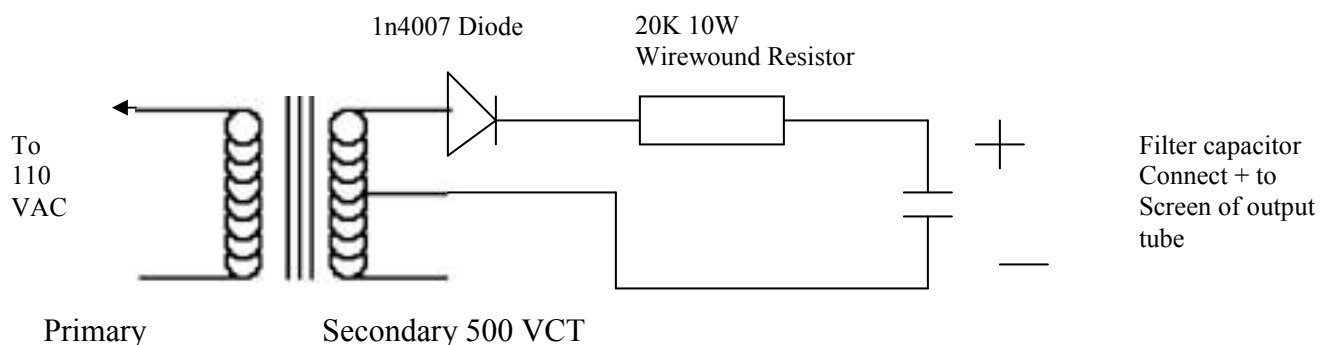 1n4007 Diode
20K 10W
Wirewound Resistor
To
110
VAC
+
Filter capacitor
Connect + to
Screen of output
tube
—
Primary
Secondary 500 VCT